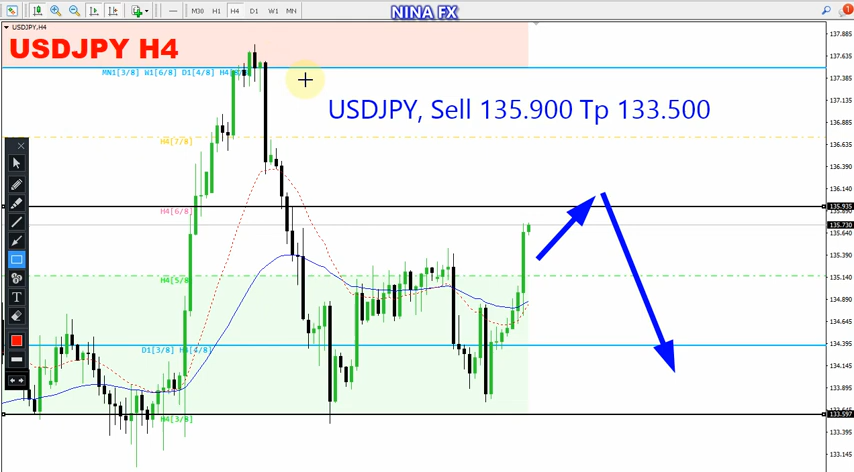 NINA FX
M30 H1 H4 D1 W1 MN
USDJPY,H4
USDJPY H4
MN1[3/8] W1[6/8] D1[4/8] H4[8/8]
USDJPY, Sell 135.900 Tp 133.500
H4[7/8]
H4[6/8]
H4[5/8]
D1[3/8] H4[4/8]
H4[3/8]
T
137.885
137.635
137.385
137.135
136.885
136.635
136.390
136.140
135.935
135.730
135.640
135.390
135.140
134.890
134.645
134.395
134.145
133.895
133.597
133.395
133.145